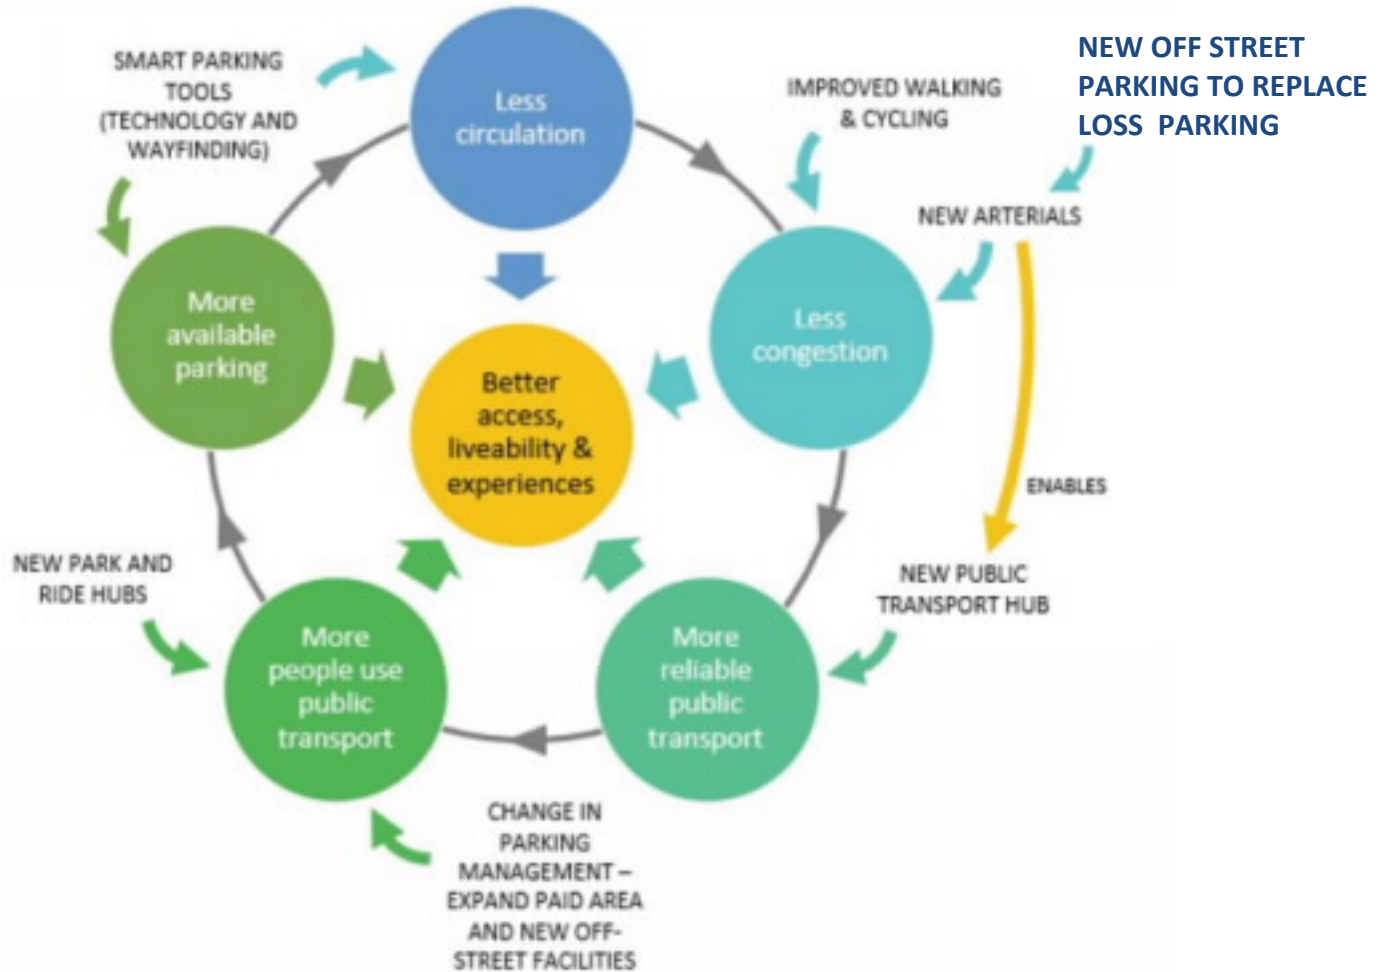 SMART PARKING
TOOLS
(TECHNOLOGY AND
WAYFINDING)
Less
circulation
IMPROVED WALKING
& CYCLING
NEW OFF STREET
PARKING TO REPLACE
LOSS  PARKING
NEW ARTERIALS
More
available
parking
Less
congestion
Better
access,
liveability &
experiences
ENABLES
NEW PARK AND
RIDE HUBS
NEW PUBLIC
TRANSPORT HUB
More
people use
public
transport
More
reliable
public
transport
CHANGE IN
PARKING
MANAGEMENT –
EXPAND PAID AREA
AND NEW OFF-
STREET FACILITIES